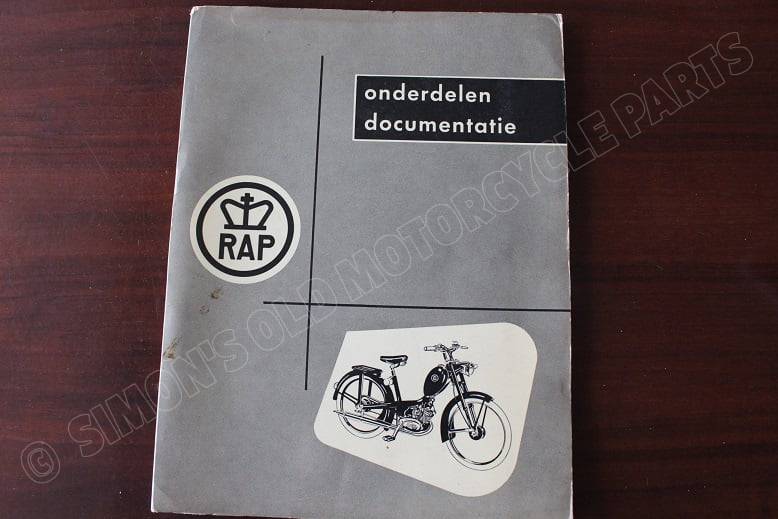 onderdelen
documentatie
RAP
© SIMON'S OLD MOTORCYCLE PARTS